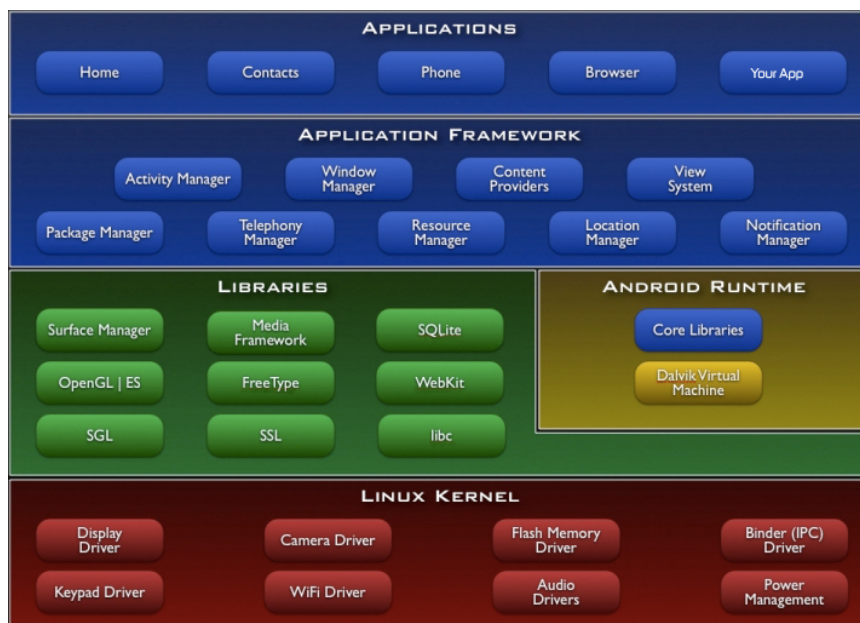 APPLICATIONS
Home
Contacts
Phone
Browser
Your App
APPLICATION FRAMEWORK
Activity Manager
Window
Manager
Content
Providers
View
System
Package Manager
Telephony
Manager
Resource
Manager
Location
Manager
Notification
Manager
LIBRARIES
Surface Manager
Media
Framework
SQLite
OpenGL | ES
FreeType
WebKit
SGL
SSL
libc
ANDROID RUNTIME
Core Libraries
Dalvik Virtual
Machine
LINUX KERNEL
Display
Driver
Camera Driver
Flash Memory
Driver
Binder (IPC)
Driver
Keypad Driver
WiFi Driver
Audio
Drivers
Power
Management